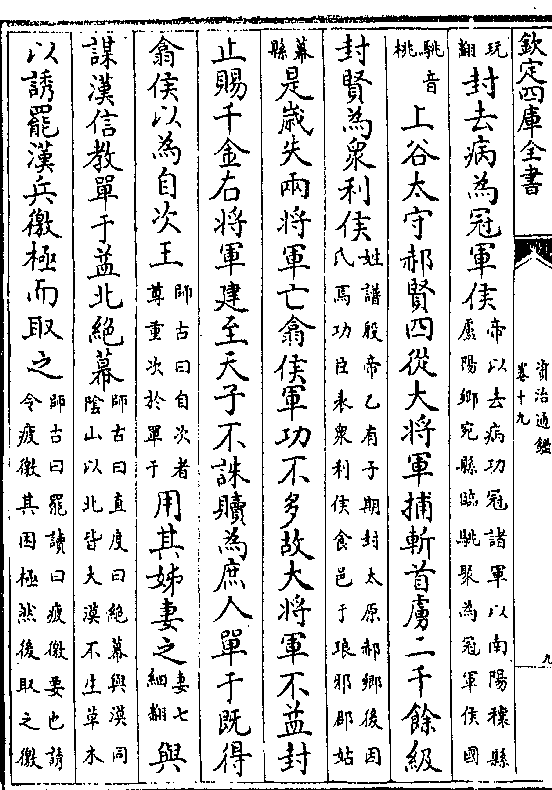 欽定四庫全書
資治通鑑
卷十九
九
玩翻封去病為冠軍侯帝以去病功冠諸軍以南陽穰縣盧陽鄉宛縣臨駣聚為冠軍侯國
駣音桃上谷太守郝賢四從大將軍捕斬首虜二千餘級
封賢為衆利侯姓譜殷帝乙有子期封太原郝鄉後因氏焉功臣表衆利侯食邑于琅邪郡姑
幕縣是歲失兩將軍亡翕侯軍功不多故大將軍不益封
止賜千金右將軍建至天子不誅贖為庶人單于既得
翕侯以為自次王師古曰自次者尊重次於單于用其姊妻之妻七細翻與
謀漢信教單于益北絶幕師古曰直度曰絶幕與漠同陰山以北皆大漠不生草木
以誘罷漢兵徼極而取之師古曰罷讀曰疲徼要也誘令疲徼其困極然後取之徼